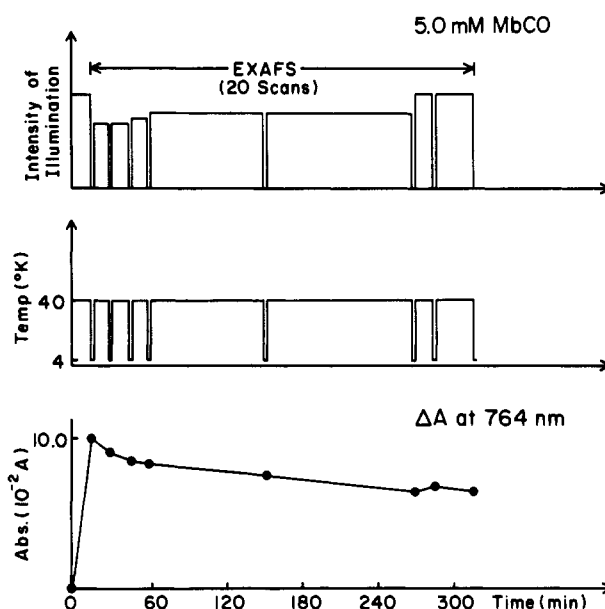 5.0 mM MbCO
EXAFS
(20 Scans)
Intensity of
Illumination
Temp (°K)
40
4
ΔA at 764 nm
Abs. (10⁻² A)
10.0
0 60 120 180 240 300 Time (min)